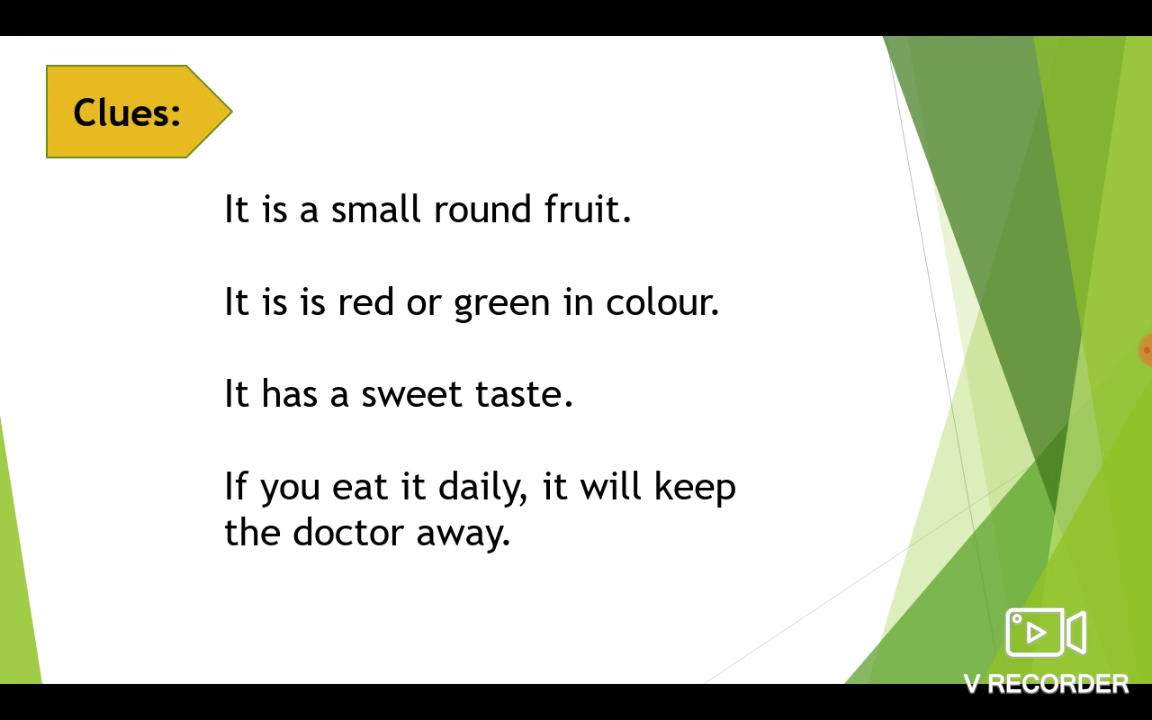 Clues:
It is a small round fruit.
It is is red or green in colour.
It has a sweet taste.
If you eat it daily, it will keep
the doctor away.
V RECORDER